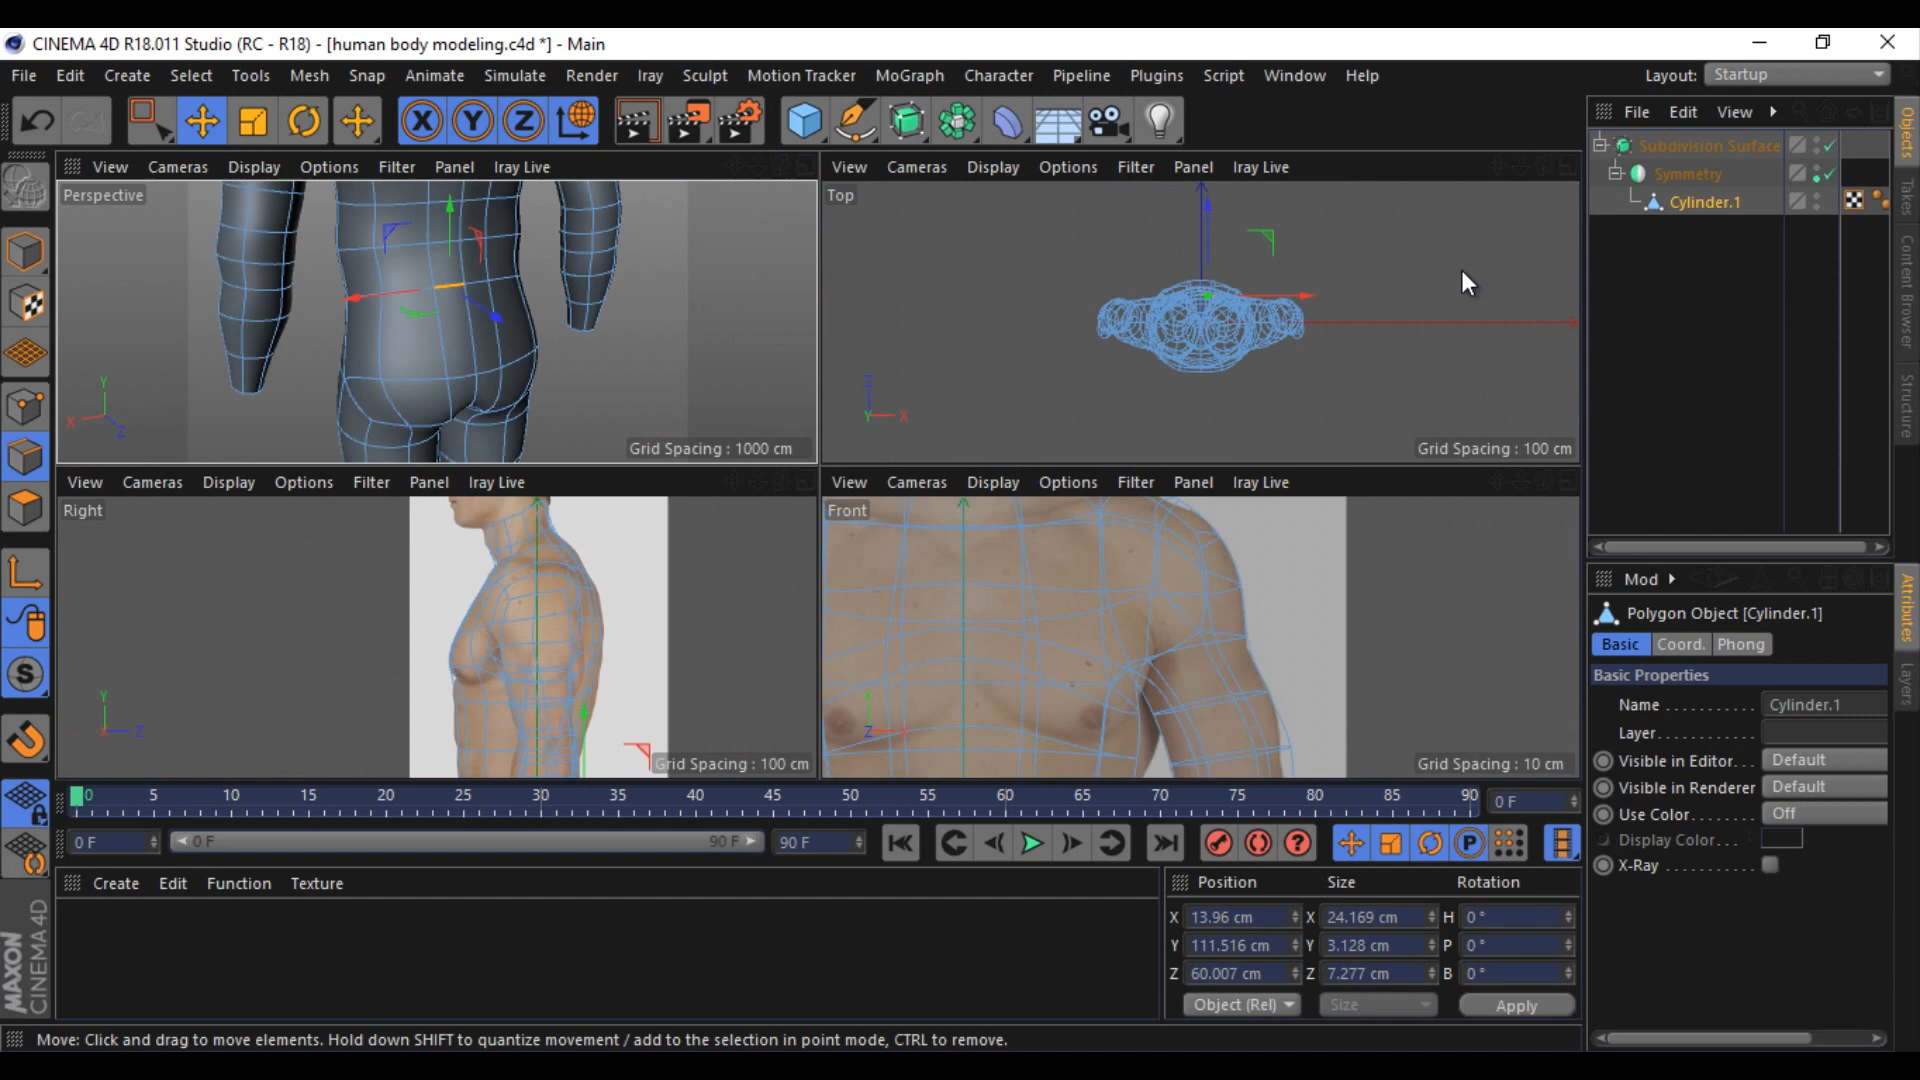 CINEMA 4D R18.011 Studio (RC - R18) - [human body modeling.c4d *] - Main
File Edit Create Select Tools Mesh Snap Animate Simulate Render Iray Sculpt Motion Tracker MoGraph Character Pipeline Plugins Script Window Help
Layout: Startup
X Y Z
File Edit View
Subdivision Surface
Symmetry
Cylinder.1
Objects
Takes
Content Browser
Structure
View Cameras Display Options Filter Panel Iray Live
Perspective
Y
X
Z
Grid Spacing : 1000 cm
View Cameras Display Options Filter Panel Iray Live
Top
Z
Y X
Grid Spacing : 100 cm
View Cameras Display Options Filter Panel Iray Live
Right
Y
X Z
Grid Spacing : 100 cm
View Cameras Display Options Filter Panel Iray Live
Front
Y
Z X
Grid Spacing : 10 cm
S
Mod
Polygon Object [Cylinder.1]
Basic Coord. Phong
Basic Properties
Name . . . . . . . . . . . Cylinder.1
Layer. . . . . . . . . . . .
Visible in Editor. . . Default
Visible in Renderer Default
Use Color. . . . . . . . Off
Display Color. . .
X-Ray . . . . . . . . . . .
Attributes
Layers
0 5 10 15 20 25 30 35 40 45 50 55 60 65 70 75 80 85 90 0 F
0 F 0 F 90 F 90 F
? P
Create Edit Function Texture
Position Size Rotation
X 13.96 cm X 24.169 cm H 0 °
Y 111.516 cm Y 3.128 cm P 0 °
Z 60.007 cm Z 7.277 cm B 0 °
Object (Rel) Size Apply
MAXON
CINEMA 4D
Move: Click and drag to move elements. Hold down SHIFT to quantize movement / add to the selection in point mode, CTRL to remove.